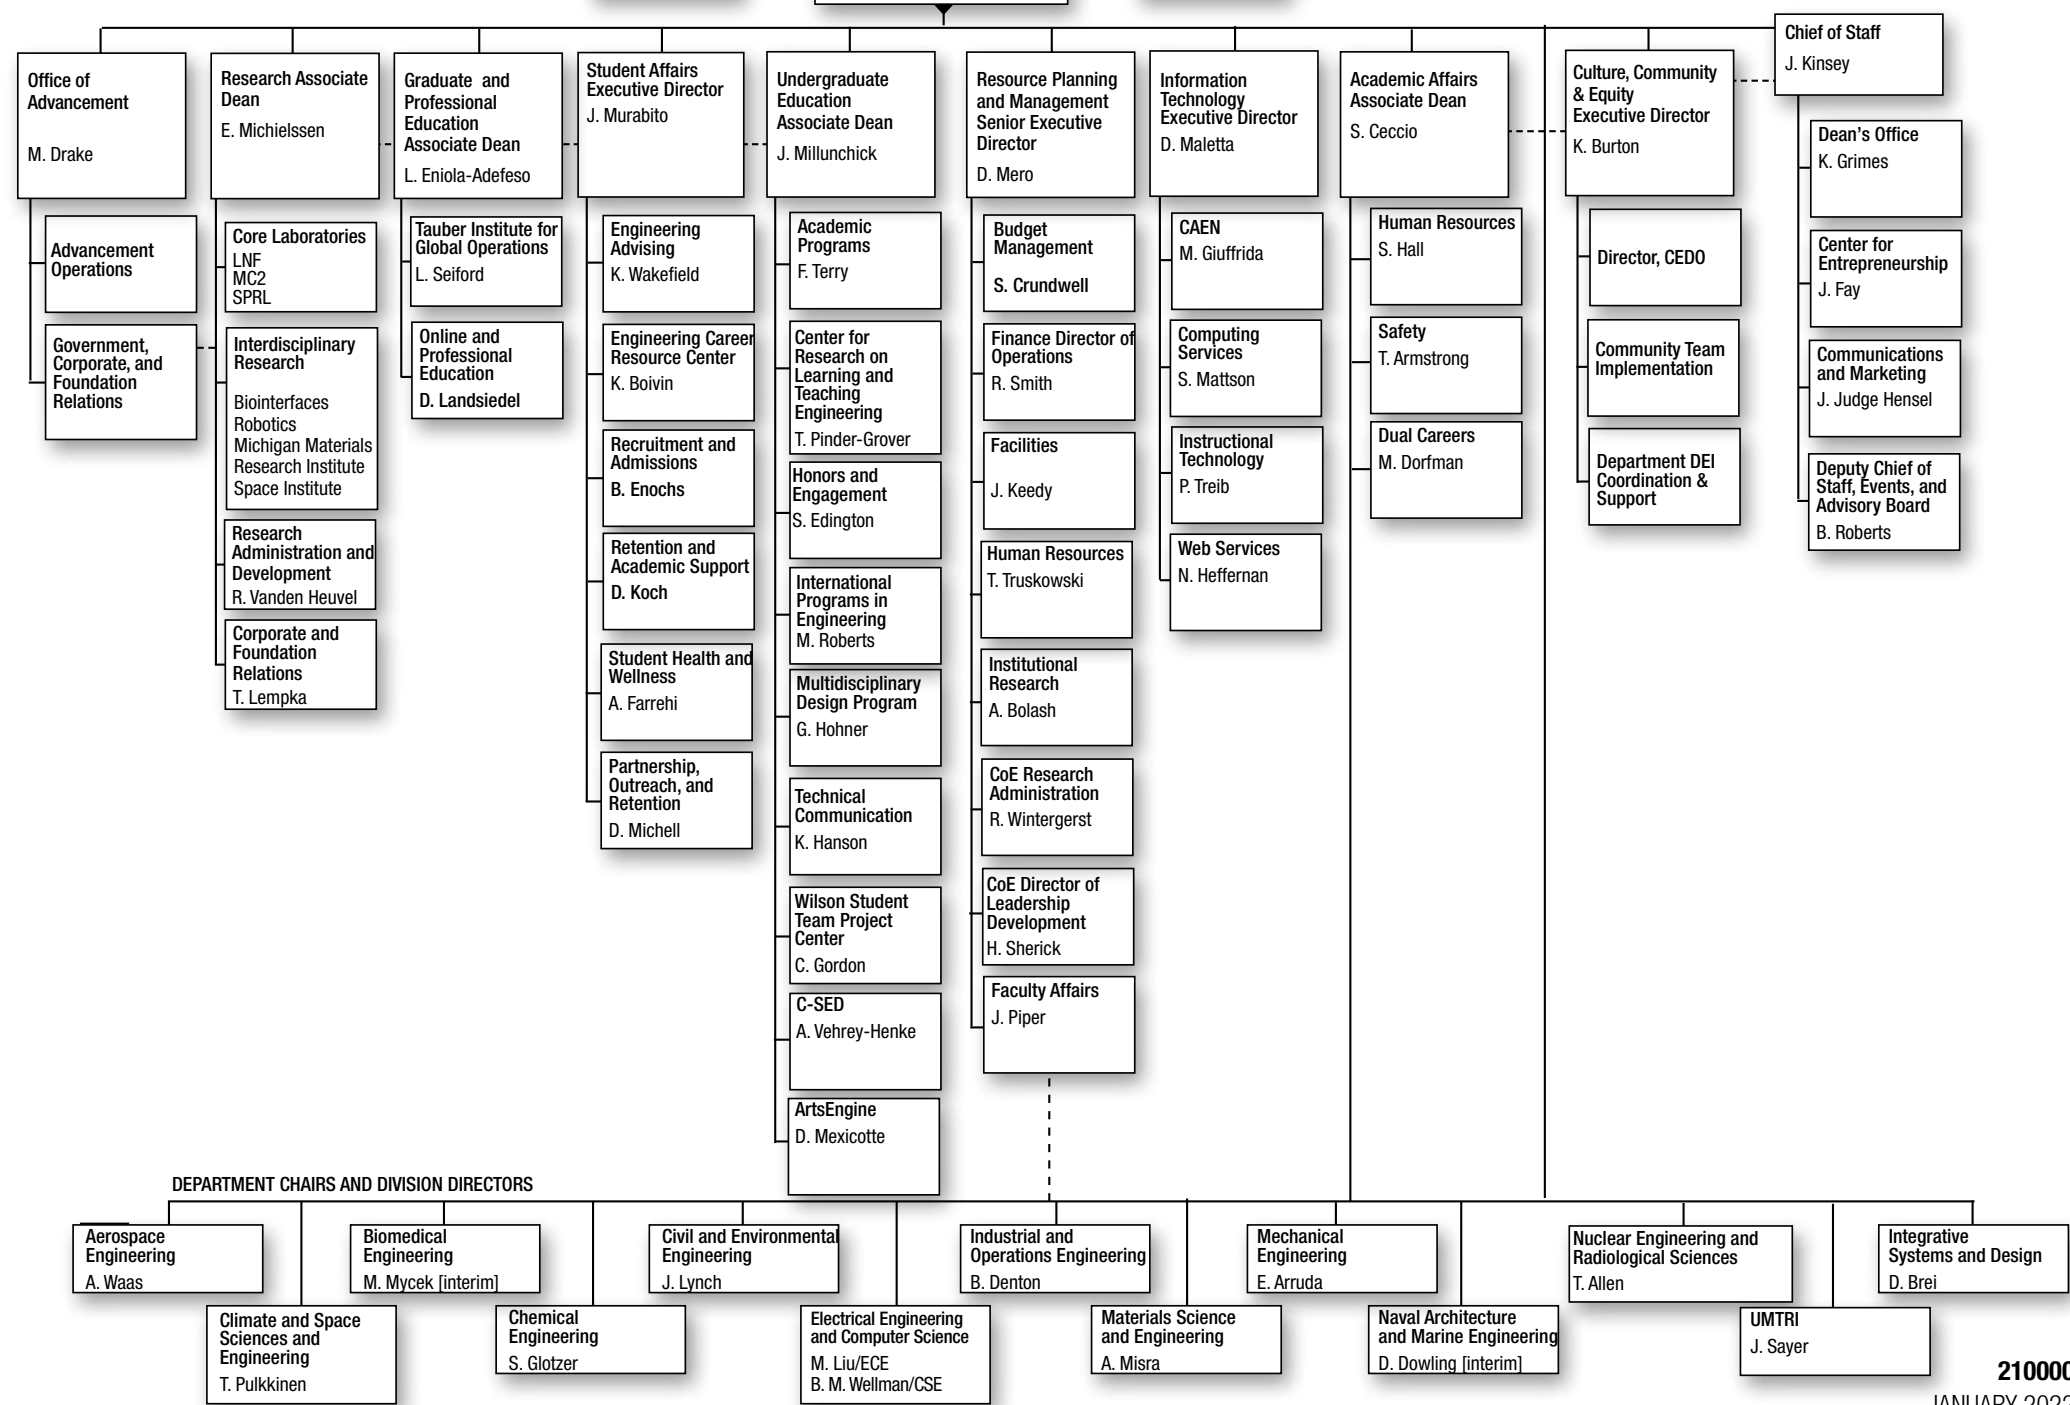 Chief of Staff
J. Kinsey
Office of
Advancement
M. Drake
Advancement
Operations
Government,
Corporate, and
Foundation
Relations
Research Associate
Dean
E. Michielssen
Core Laboratories
LNF
MC2
SPRL
Interdisciplinary
Research
Biointerfaces
Robotics
Michigan Materials
Research Institute
Space Institute
Research
Administration and
Development
R. Vanden Heuvel
Corporate and
Foundation
Relations
T. Lempka
Graduate and
Professional
Education
Associate Dean
L. Eniola-Adefeso
Tauber Institute for
Global Operations
L. Seiford
Online and
Professional
Education
D. Landsiedel
Student Affairs
Executive Director
J. Murabito
Engineering
Advising
K. Wakefield
Engineering Career
Resource Center
K. Boivin
Recruitment and
Admissions
B. Enochs
Retention and
Academic Support
D. Koch
Student Health and
Wellness
A. Farrehi
Partnership,
Outreach, and
Retention
D. Michell
Undergraduate
Education
Associate Dean
J. Millunchick
Academic
Programs
F. Terry
Center for
Research on
Learning and
Teaching
Engineering
T. Pinder-Grover
Honors and
Engagement
S. Edington
International
Programs in
Engineering
M. Roberts
Multidisciplinary
Design Program
G. Hohner
Technical
Communication
K. Hanson
Wilson Student
Team Project
Center
C. Gordon
C-SED
A. Vehrey-Henke
ArtsEngine
D. Mexicotte
Resource Planning
and Management
Senior Executive
Director
D. Mero
Budget
Management
S. Crundwell
Finance Director of
Operations
R. Smith
Facilities
J. Keedy
Human Resources
T. Truskowski
Institutional
Research
A. Bolash
CoE Research
Administration
R. Wintergerst
CoE Director of
Leadership
Development
H. Sherick
Faculty Affairs
J. Piper
Information
Technology
Executive Director
D. Maletta
CAEN
M. Giuffrida
Computing
Services
S. Mattson
Instructional
Technology
P. Treib
Web Services
N. Heffernan
Academic Affairs
Associate Dean
S. Ceccio
Human Resources
S. Hall
Safety
T. Armstrong
Dual Careers
M. Dorfman
Culture, Community
& Equity
Executive Director
K. Burton
Director, CEDO
Community Team
Implementation
Department DEI
Coordination &
Support
Dean's Office
K. Grimes
Center for
Entrepreneurship
J. Fay
Communications
and Marketing
J. Judge Hensel
Deputy Chief of
Staff, Events, and
Advisory Board
B. Roberts
DEPARTMENT CHAIRS AND DIVISION DIRECTORS
Aerospace
Engineering
A. Waas
Climate and Space
Sciences and
Engineering
T. Pulkkinen
Biomedical
Engineering
M. Mycek [interim]
Chemical
Engineering
S. Glotzer
Civil and Environmental
Engineering
J. Lynch
Electrical Engineering
and Computer Science
M. Liu/ECE
B. M. Wellman/CSE
Industrial and
Operations Engineering
B. Denton
Materials Science
and Engineering
A. Misra
Mechanical
Engineering
E. Arruda
Naval Architecture
and Marine Engineering
D. Dowling [interim]
Nuclear Engineering and
Radiological Sciences
T. Allen
UMTRI
J. Sayer
Integrative
Systems and Design
D. Brei
210000
JANUARY